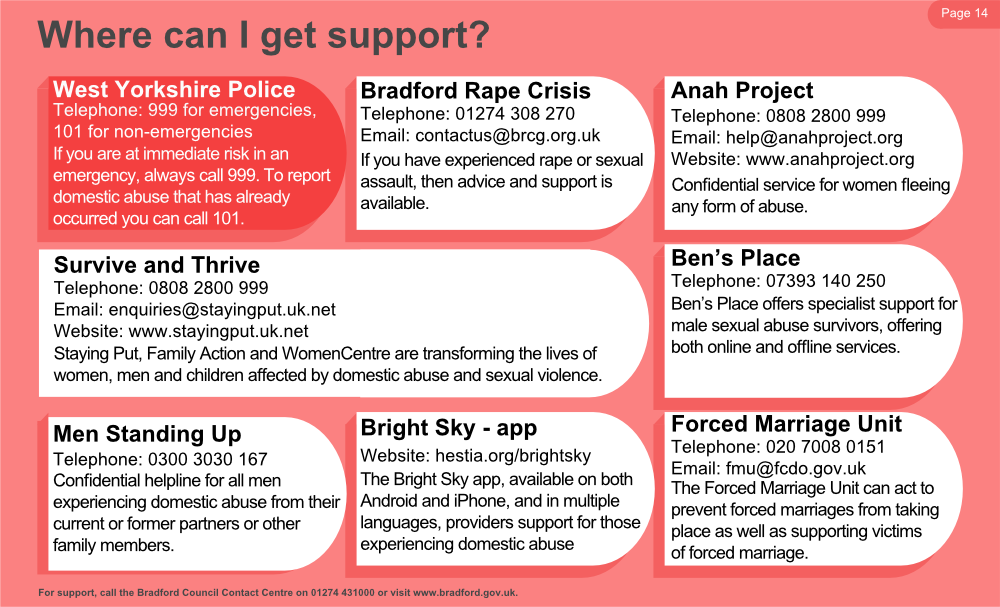 Page 14
Where can I get support?
West Yorkshire Police
Telephone: 999 for emergencies,
101 for non-emergencies
If you are at immediate risk in an
emergency, always call 999. To report
domestic abuse that has already
occurred you can call 101.
Bradford Rape Crisis
Telephone: 01274 308 270
Email: contactus@brcg.org.uk
If you have experienced rape or sexual
assault, then advice and support is
available.
Anah Project
Telephone: 0808 2800 999
Email: help@anahproject.org
Website: www.anahproject.org
Confidential service for women fleeing
any form of abuse.
Survive and Thrive
Telephone: 0808 2800 999
Email: enquiries@stayingput.uk.net
Website: www.stayingput.uk.net
Staying Put, Family Action and WomenCentre are transforming the lives of
women, men and children affected by domestic abuse and sexual violence.
Ben’s Place
Telephone: 07393 140 250
Ben’s Place offers specialist support for
male sexual abuse survivors, offering
both online and offline services.
Men Standing Up
Telephone: 0300 3030 167
Confidential helpline for all men
experiencing domestic abuse from their
current or former partners or other
family members.
Bright Sky - app
Website: hestia.org/brightsky
The Bright Sky app, available on both
Android and iPhone, and in multiple
languages, providers support for those
experiencing domestic abuse
Forced Marriage Unit
Telephone: 020 7008 0151
Email: fmu@fcdo.gov.uk
The Forced Marriage Unit can act to
prevent forced marriages from taking
place as well as supporting victims
of forced marriage.
For support, call the Bradford Council Contact Centre on 01274 431000 or visit www.bradford.gov.uk.